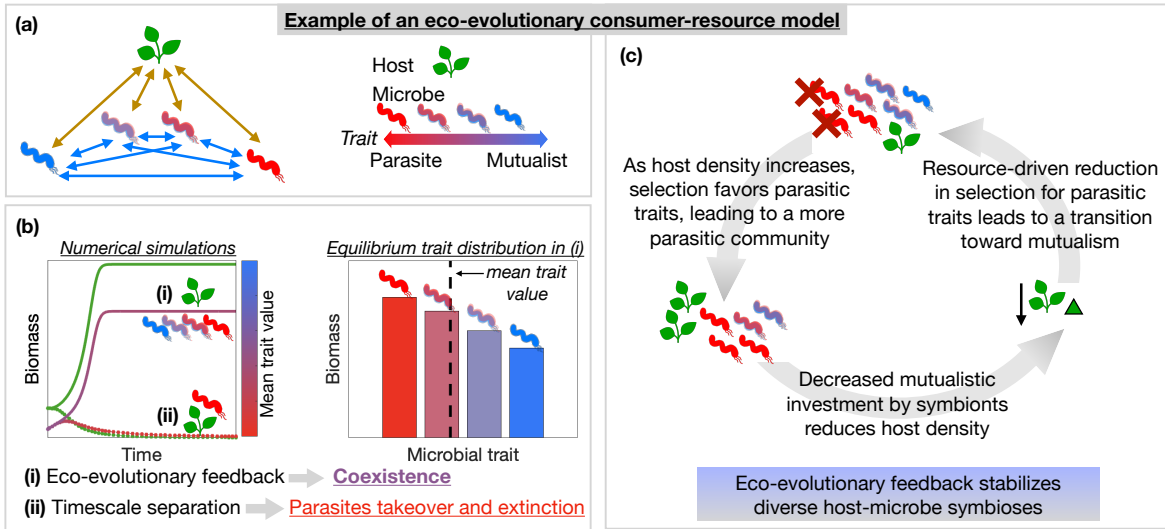 Example of an eco-evolutionary consumer-resource model
(a)
Host
Microbe
Trait
Parasite
Mutualist
(b)
Numerical simulations
Biomass
Time
(i)
(ii)
Mean trait value
Equilibrium trait distribution in (i)
mean trait
value
Biomass
Microbial trait
(i) Eco-evolutionary feedback
Coexistence
(ii) Timescale separation
Parasites takeover and extinction
(c)
As host density increases,
selection favors parasitic
traits, leading to a more
parasitic community
Resource-driven reduction
in selection for parasitic
traits leads to a transition
toward mutualism
Decreased mutualistic
investment by symbionts
reduces host density
Eco-evolutionary feedback stabilizes
diverse host-microbe symbioses